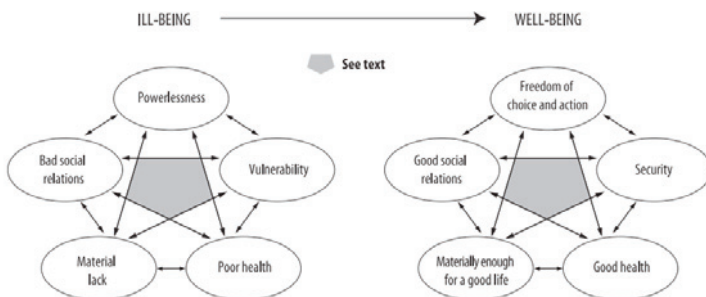 ILL-BEING
WELL-BEING
See text
Powerlessness
Bad social
relations
Vulnerability
Material
lack
Poor health
Freedom of
choice and action
Good social
relations
Security
Materially enough
for a good life
Good health